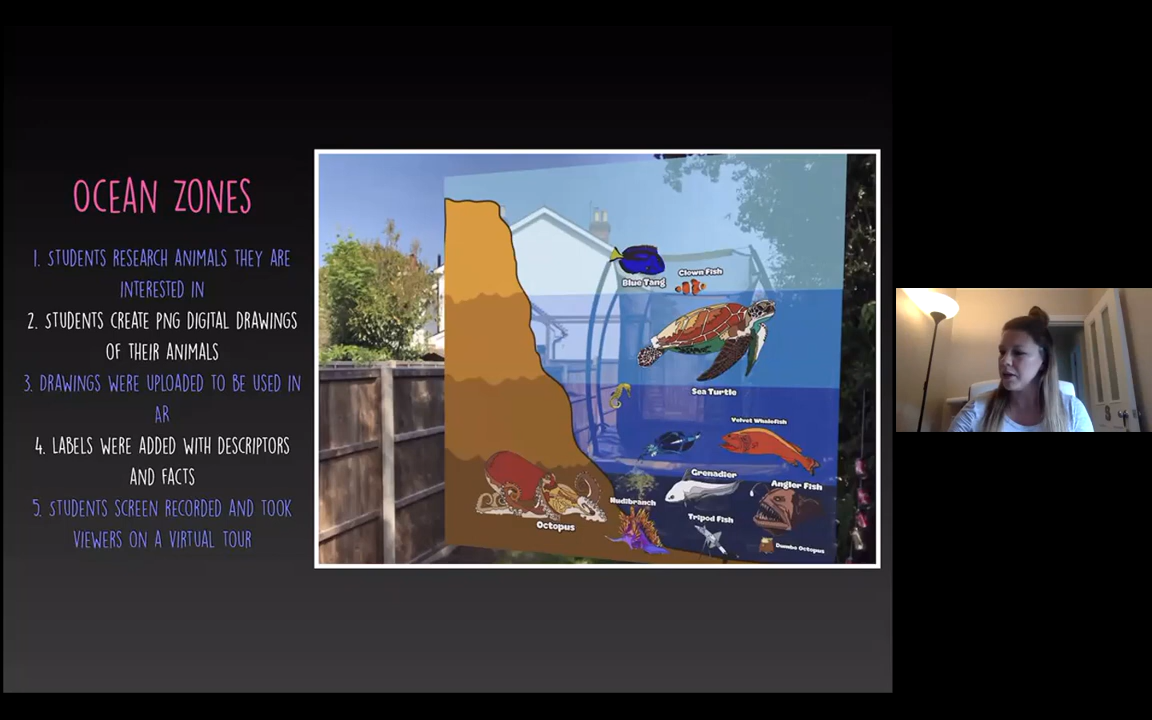 OCEAN ZONES
1. STUDENTS RESEARCH ANIMALS THEY ARE
INTERESTED IN
2. STUDENTS CREATE PNG DIGITAL DRAWINGS
OF THEIR ANIMALS
3. DRAWINGS WERE UPLOADED TO BE USED IN
AR
4. LABELS WERE ADDED WITH DESCRIPTORS
AND FACTS
5. STUDENTS SCREEN RECORDED AND TOOK
VIEWERS ON A VIRTUAL TOUR
Clown Fish
Blue Tang
Sea Turtle
Velvet Whalefish
Grenadier
Angler Fish
Nudibranch
Octopus
Tripod Fish
Dumbo Octopus